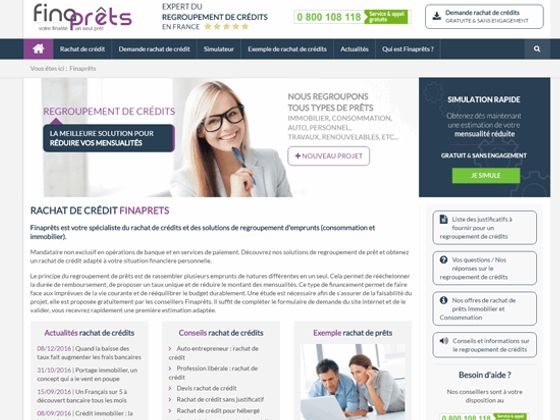 finaprêts
votre finalité un seul prêt
EXPERT DU
REGROUPEMENT DE CRÉDITS
EN FRANCE
0 800 108 118 Service & appel
gratuits
Demande rachat de crédits
GRATUITE & SANS ENGAGEMENT
Rachat de crédit Demande rachat de crédit Simulateur Exemple de rachat de crédits Actualités Qui est Finaprêts ?
Vous êtes ici : Finaprêts
REGROUPEMENT DE CRÉDITS
LA MEILLEURE SOLUTION POUR
RÉDUIRE VOS MENSUALITÉS
NOUS REGROUPONS
TOUS TYPES DE PRÊTS
IMMOBILIER, CONSOMMATION,
AUTO, PERSONNEL,
TRAVAUX, RENOUVELABLES, ETC...
+ NOUVEAU PROJET
SIMULATION RAPIDE
Obtenez dès maintenant
une estimation de votre
mensualité réduite
GRATUIT & SANS ENGAGEMENT
JE SIMULE
RACHAT DE CRÉDIT FINAPRETS
Finaprêts est votre spécialiste du rachat de crédits et des solutions de regroupement d'emprunts (consommation et
immobilier).
Mandataire non exclusif en opérations de banque et en services de paiement. Découvrez nos solutions de regroupement de prêt et obtenez
un rachat de crédit adapté à votre situation financière personnelle.
Le principe du regroupement de prêts est de rassembler plusieurs emprunts de natures différentes en un seul. Cela permet de rééchelonner
la durée de remboursement, de proposer un taux unique et de réduire le montant des mensualités. Ce type de financement permet de faire
face aux imprévues de la vie courante et de rééquilibrer le budget durablement. Une étude est nécessaire afin de s'assurer de la faisabilité du
projet, elle est proposée gratuitement par les conseillers Finaprêts. Il suffit de compléter le formulaire de demande du site internet et de le
valider, vous recevrez rapidement une première estimation adaptée.
Liste des justificatifs à
fournir pour un
regroupement de crédits
Vos questions / Nos
réponses sur le
regroupement de crédits
Nos offres de rachat de
prêts Immobilier et
Consommation
Conseils et informations sur
le regroupement de crédits
Besoin d'aide ?
Nos conseillers sont à votre
disposition au
0 800 108 118 Service & appel
Actualités rachat de crédits
08/12/2016 | Quand la baisse des
taux fait augmenter les frais bancaires
31/10/2016 | Portage immobilier, un
concept qui a le vent en poupe
15/09/2016 | Un Français sur 5 a
découvert bancaire tous les mois
08/09/2016 | Crédit immobilier : la
Conseils rachat de crédits
Auto-entrepreneur : rachat de
crédit
Profession libérale : rachat de
crédit
Devis rachat de crédit
Rachat de crédit sans justificatif
Rachat de crédit pour hébergé
Exemple rachat de prêts